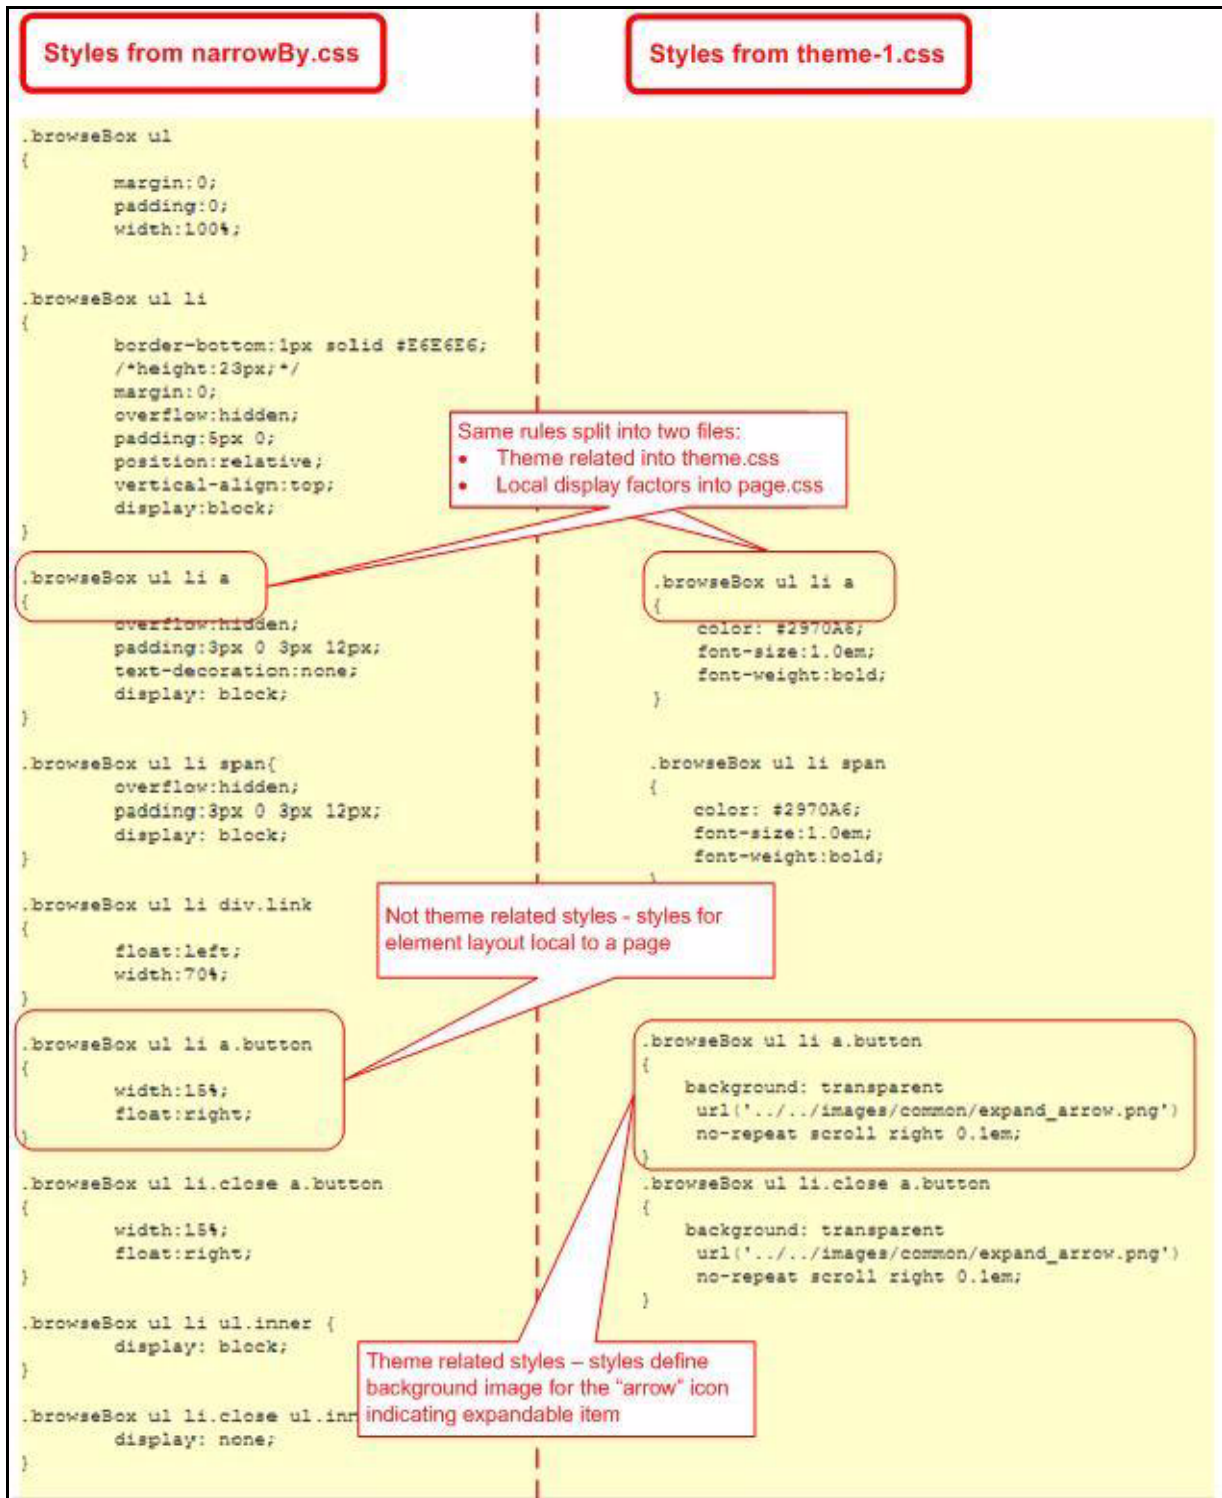 Styles from narrowBy.css
Styles from theme-1.css
.browseBox ul
{
margin:0;
padding:0;
width:100%;
}
.browseBox ul li
{
border-bottom:1px solid #E6E6E6;
/*height:23px;*/
margin:0;
overflow:hidden;
padding:5px 0;
position:relative;
vertical-align:top;
display:block;
}
Same rules split into two files:
• Theme related into theme.css
• Local display factors into page.css
.browseBox ul li a
{
overflow:hidden;
padding:3px 0 3px 12px;
text-decoration:none;
display: block;
}
.browseBox ul li a
{
color: #2970A6;
font-size:1.0em;
font-weight:bold;
}
.browseBox ul li span{
overflow:hidden;
padding:3px 0 3px 12px;
display: block;
}
.browseBox ul li span
{
color: #2970A6;
font-size:1.0em;
font-weight:bold;
}
.browseBox ul li div.link
{
float:left;
width:70%;
}
Not theme related styles - styles for
element layout local to a page
.browseBox ul li a.button
{
width:15%;
float:right;
}
.browseBox ul li a.button
{
background: transparent
url('../../images/common/expand_arrow.png')
no-repeat scroll right 0.1em;
}
.browseBox ul li.close a.button
{
width:15%;
float:right;
}
.browseBox ul li.close a.button
{
background: transparent
url('../../images/common/expand_arrow.png')
no-repeat scroll right 0.1em;
}
.browseBox ul li ul.inner {
display: block;
}
Theme related styles – styles define
background image for the “arrow” icon
indicating expandable item
.browseBox ul li.close ul.inn
display: none;
}